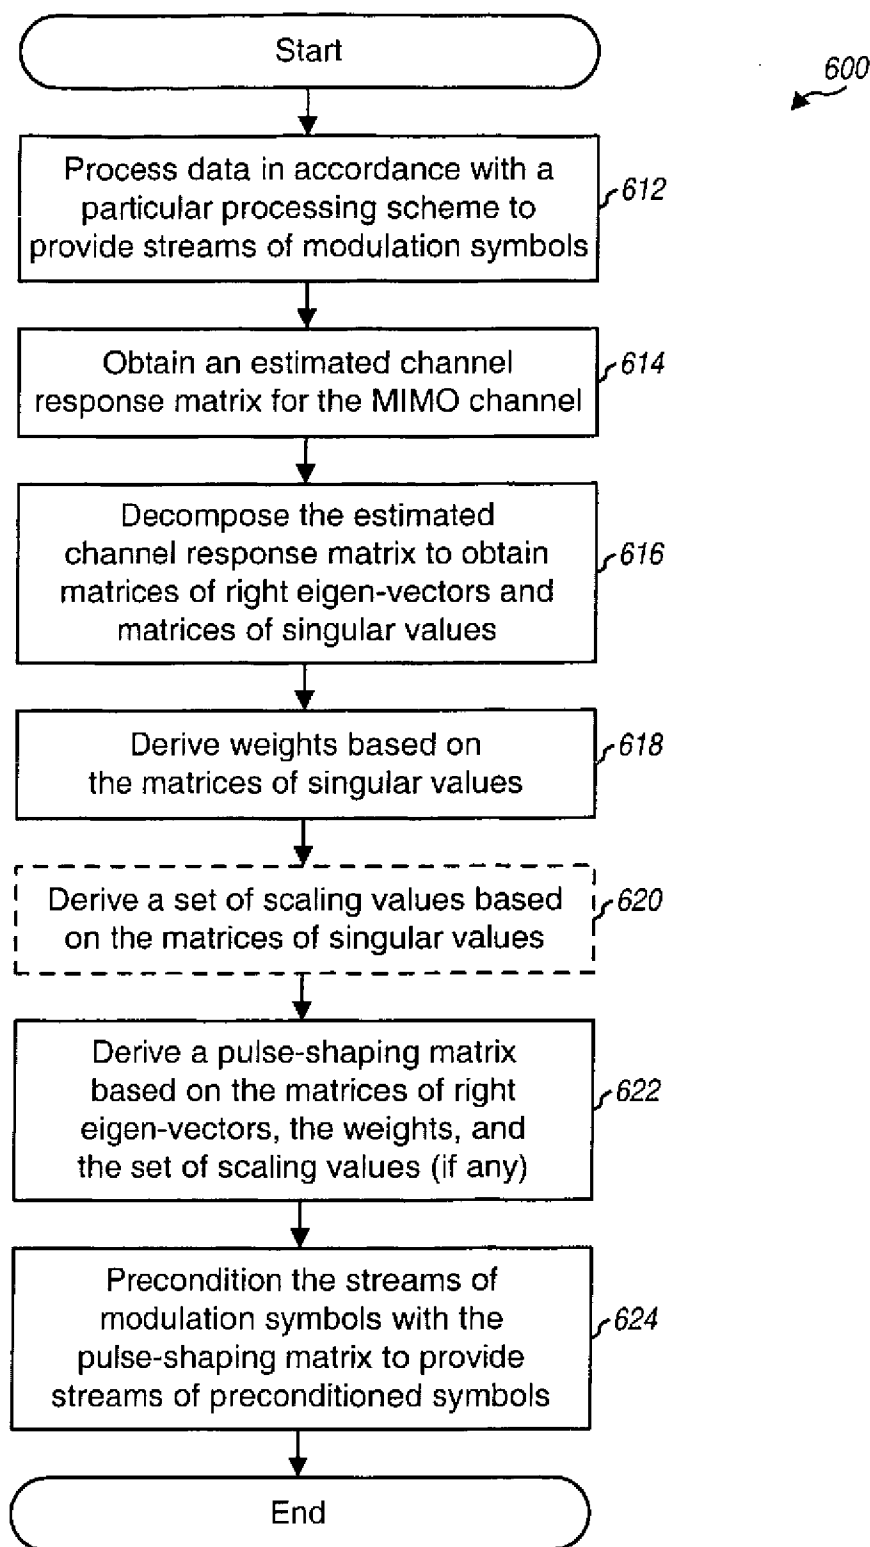 Start
600
Process data in accordance with a
particular processing scheme to
provide streams of modulation symbols
612
Obtain an estimated channel
response matrix for the MIMO channel
614
Decompose the estimated
channel response matrix to obtain
matrices of right eigen-vectors and
matrices of singular values
616
Derive weights based on
the matrices of singular values
618
Derive a set of scaling values based
on the matrices of singular values
620
Derive a pulse-shaping matrix
based on the matrices of right
eigen-vectors, the weights, and
the set of scaling values (if any)
622
Precondition the streams of
modulation symbols with the
pulse-shaping matrix to provide
streams of preconditioned symbols
624
End